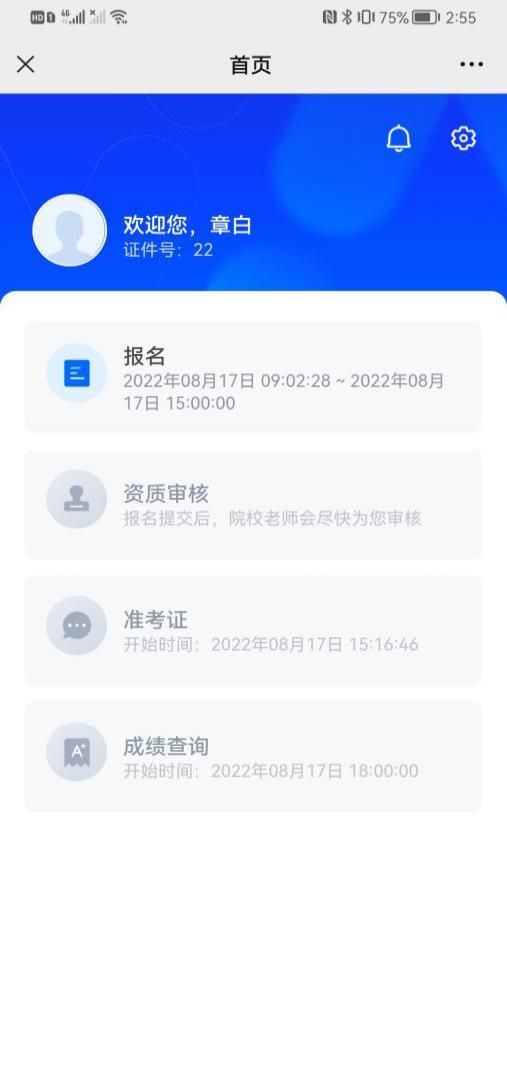 HD 1 4G 75% 2:55
首页
欢迎您，章白
证件号：22
报名
2022年08月17日 09:02:28 ~ 2022年08月
17日 15:00:00
资质审核
报名提交后，院校老师会尽快为您审核
准考证
开始时间：2022年08月17日 15:16:46
成绩查询
开始时间：2022年08月17日 18:00:00